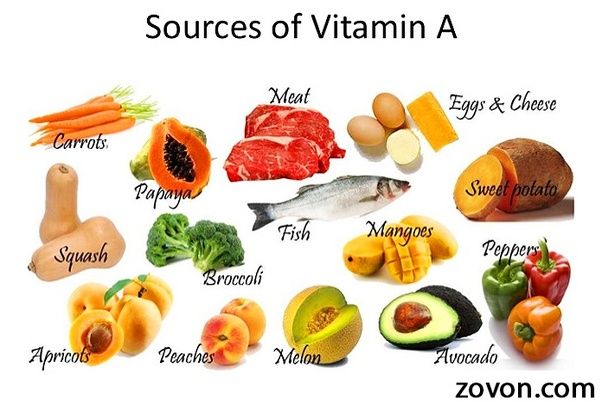 Sources of Vitamin A
Meat
Eggs & Cheese
Carrots
Papaya
Sweet potato
Fish
Mangoes
Squash
Broccoli
Peppers
Apricots
Peaches
Melon
Avocado
zovon.com